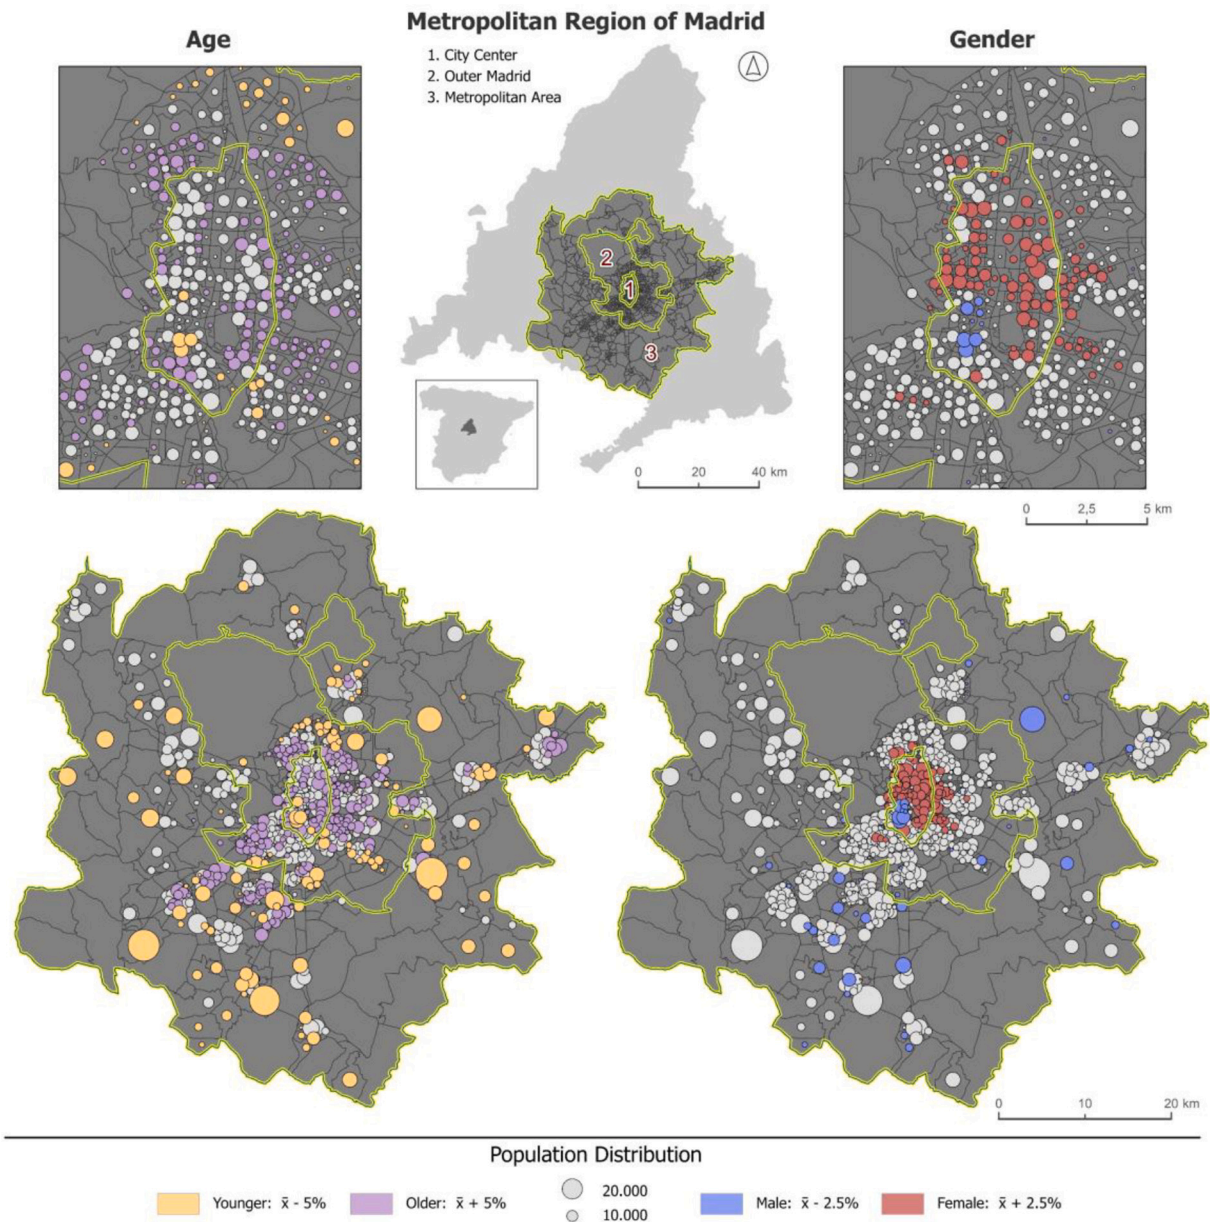 Metropolitan Region of Madrid
Age
1. City Center
2. Outer Madrid
3. Metropolitan Area
Gender
2
1
3
0 20 40 km
0 2,5 5 km
0 10 20 km
Population Distribution
Younger: x̄ - 5%
Older: x̄ + 5%
20.000
10.000
Male: x̄ - 2.5%
Female: x̄ + 2.5%